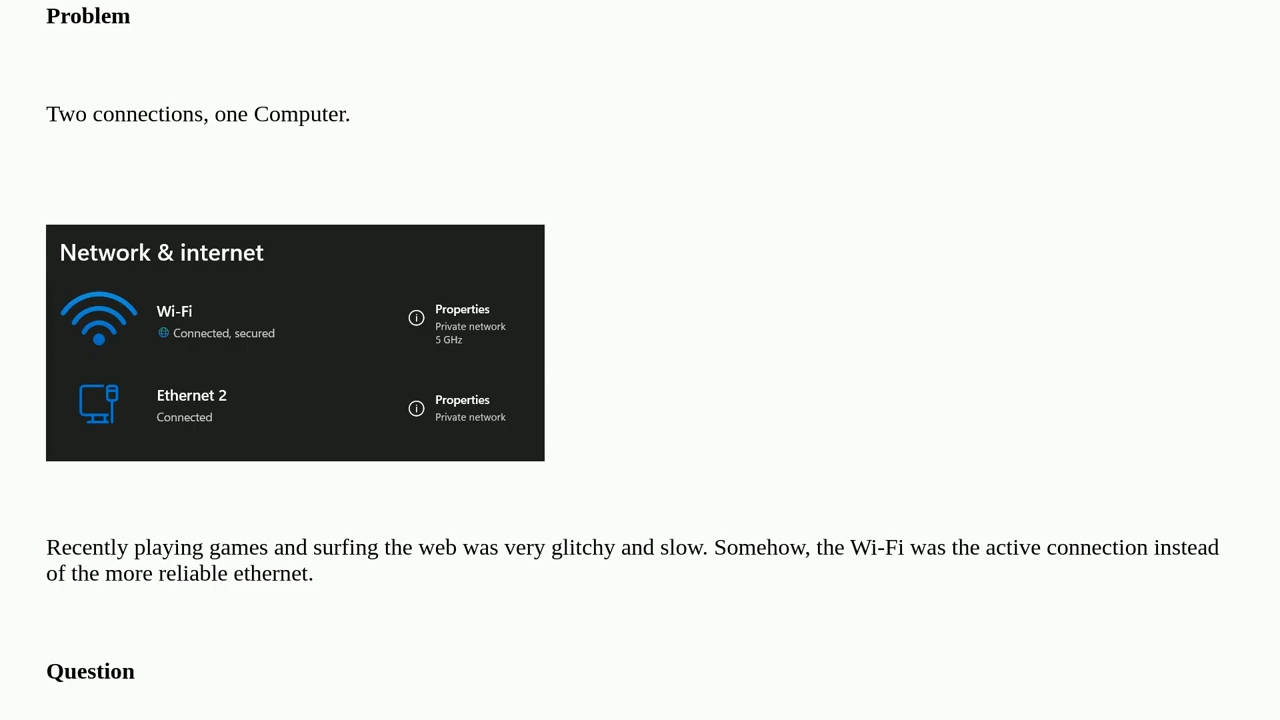 Problem
Two connections, one Computer.
Network & internet
Wi-Fi
Connected, secured
Properties
Private network
5 GHz
Ethernet 2
Connected
Properties
Private network
Recently playing games and surfing the web was very glitchy and slow. Somehow, the Wi-Fi was the active connection instead
of the more reliable ethernet.
Question